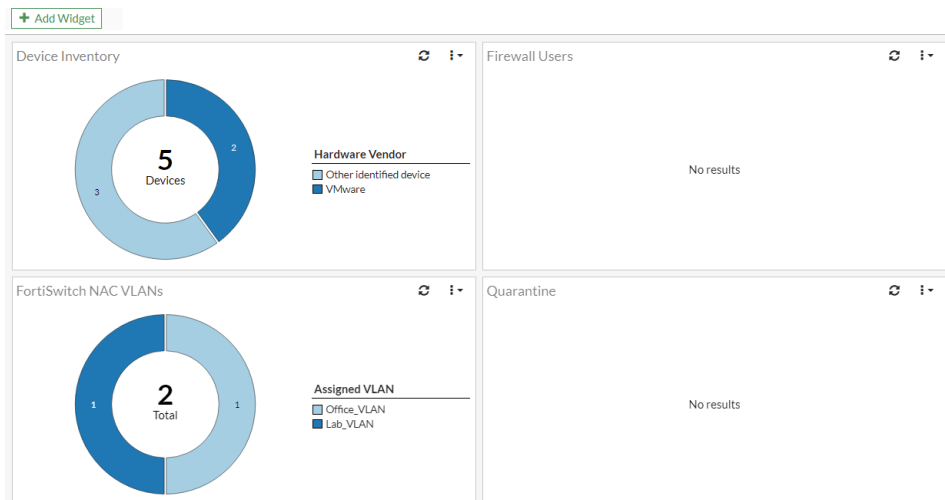 Add Widget
Device Inventory
2
3
5
Devices
Hardware Vendor
Other identified device
VMware
Firewall Users
No results
FortiSwitch NAC VLANs
1
2
Total
1
Assigned VLAN
Office_VLAN
Lab_VLAN
Quarantine
No results